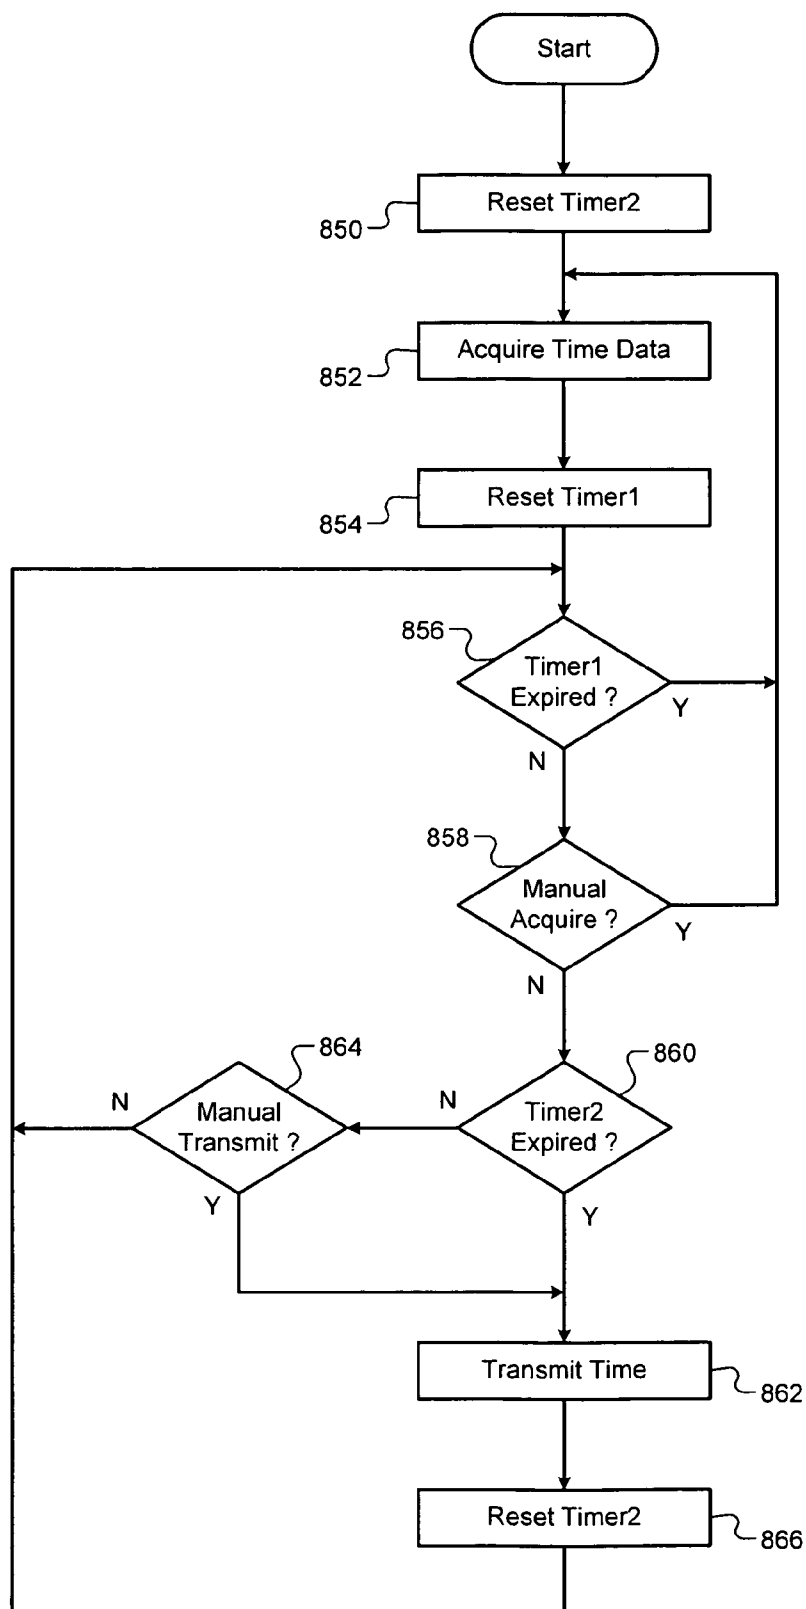 Start
Reset Timer2
850
Acquire Time Data
852
Reset Timer1
854
856
Timer1
Expired ?
Y
N
858
Manual
Acquire ?
Y
N
864
860
N
Manual
Transmit ?
N
Timer2
Expired ?
Y
Y
Transmit Time
862
Reset Timer2
866